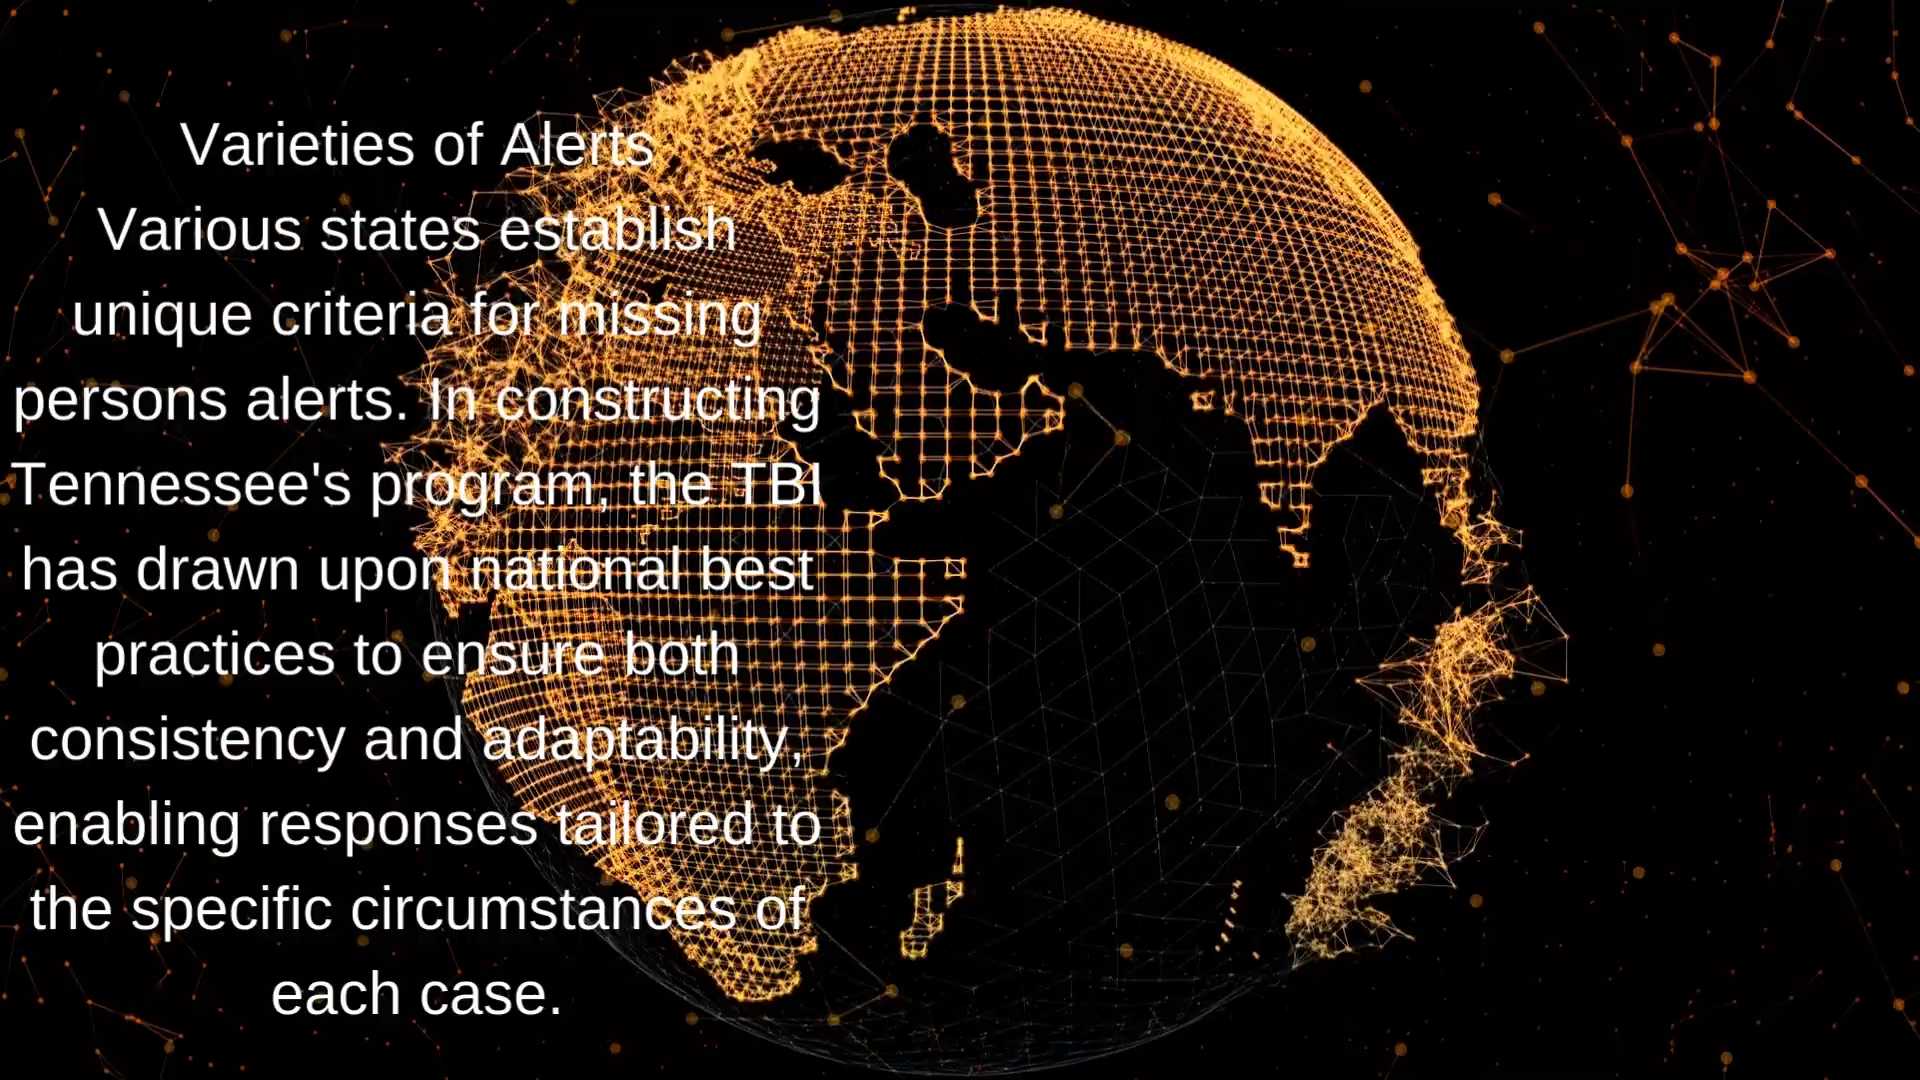 Varieties of Alerts
Various states establish
unique criteria for missing
persons alerts. In constructing
Tennessee's program, the TBI
has drawn upon national best
practices to ensure both
consistency and adaptability,
enabling responses tailored to
the specific circumstances of
each case.